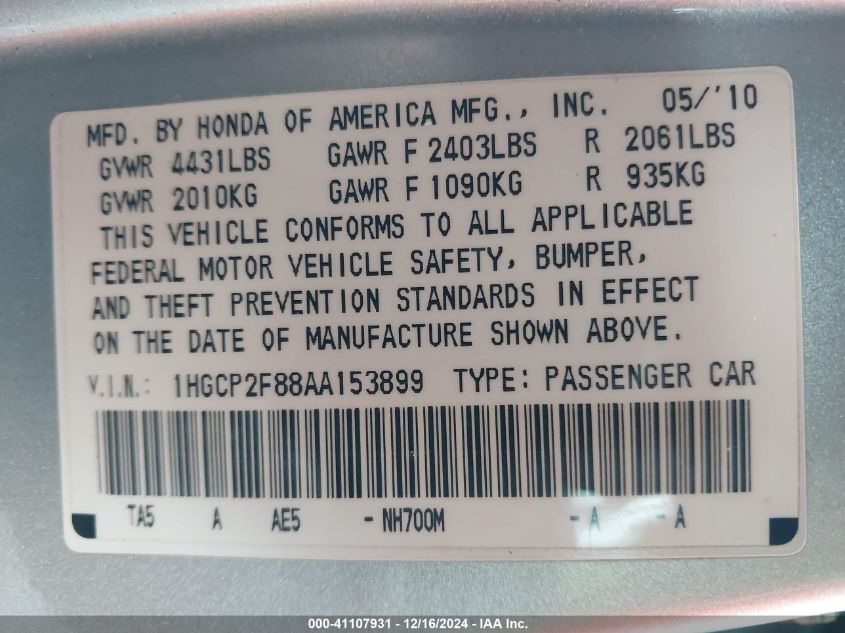 MFD. BY HONDA OF AMERICA MFG., INC. 05/'10
GVWR 4431LBS GAWR F 2403LBS R 2061LBS
GVWR 2010KG GAWR F 1090KG R 935KG
THIS VEHICLE CONFORMS TO ALL APPLICABLE
FEDERAL MOTOR VEHICLE SAFETY, BUMPER,
AND THEFT PREVENTION STANDARDS IN EFFECT
ON THE DATE OF MANUFACTURE SHOWN ABOVE.
V.I.N.: 1HGCP2F88AA153899 TYPE: PASSENGER CAR
TA5 A AE5 - NH700M - A - A
000-41107931 - 12/16/2024 - IAA Inc.